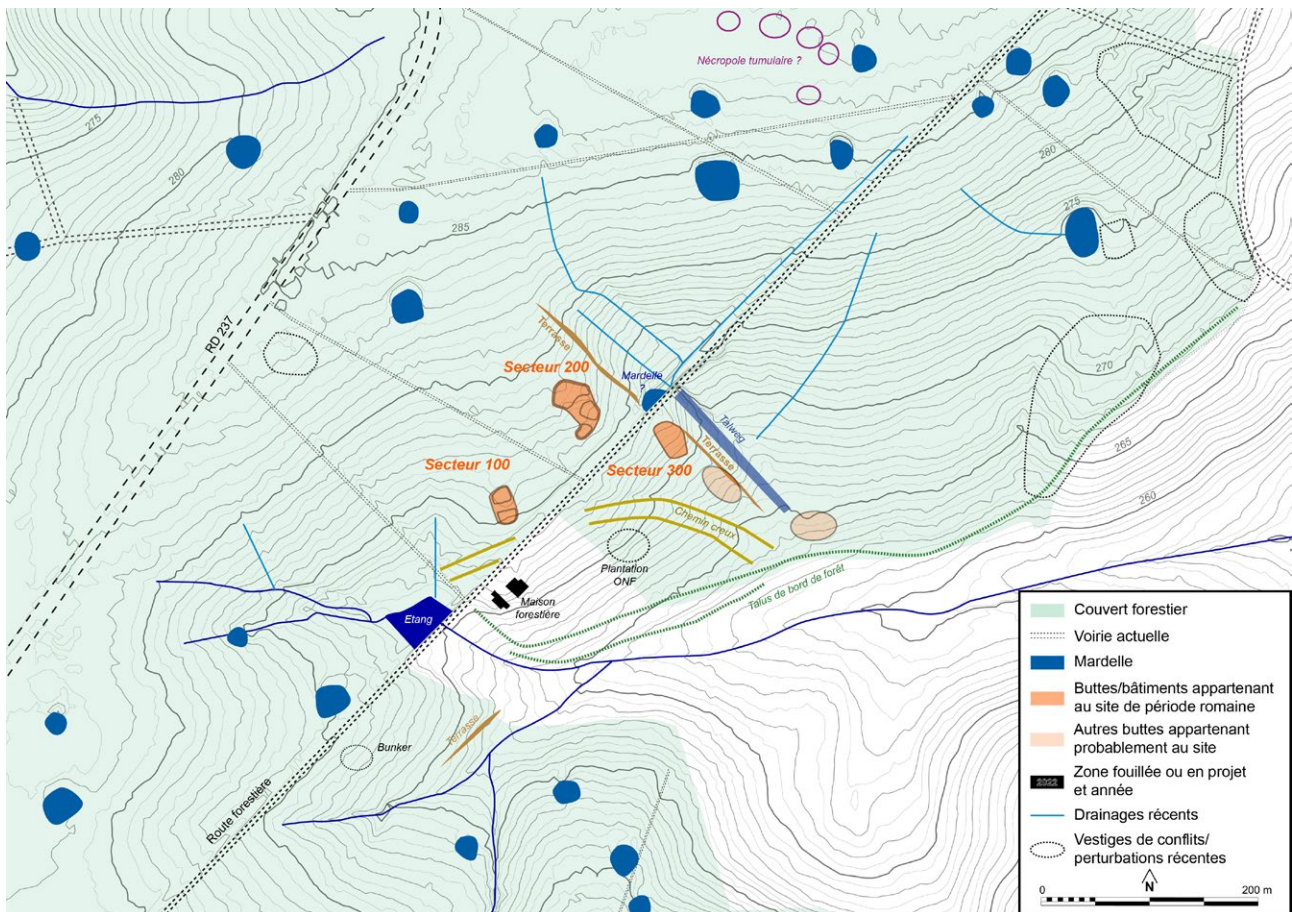 Nécropole tumulaire ?
275
280
280
285
275
RD 237
Terrasse
Secteur 200
Mardelle
?
270
Talweg
Terrasse
Secteur 300
265
Secteur 100
260
Chemin creux
Plantation
ONF
Maison
forestière
Talus de bord de forêt
Etang
Terrasse
Bunker
Route forestière
Couvert forestier
Voirie actuelle
Mardelle
Buttes/bâtiments appartenant
au site de période romaine
Autres buttes appartenant
probablement au site
2022
Zone fouillée ou en projet
et année
Drainages récents
Vestiges de conflits/
perturbations récentes
N
0
200 m